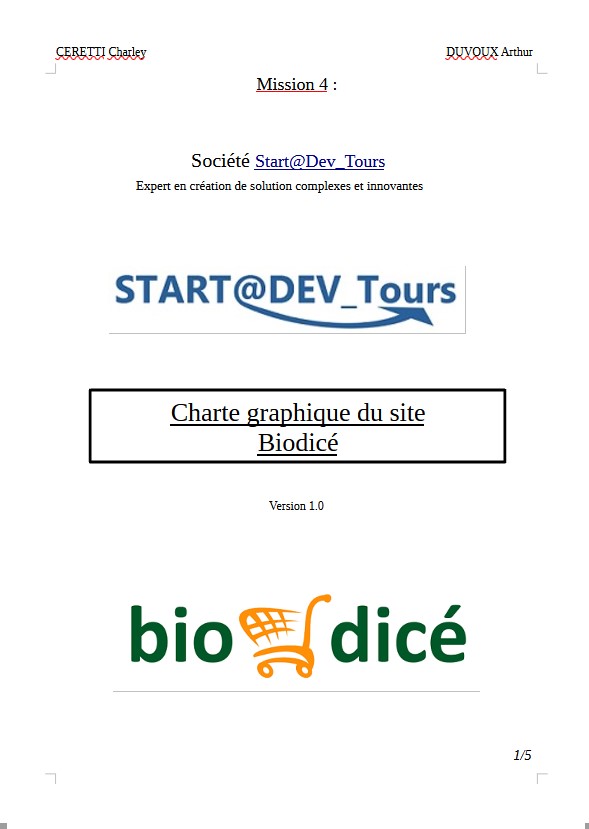 CERETTI Charley DUVOUX Arthur
Mission 4 :
Société Start@Dev_Tours
Expert en création de solution complexes et innovantes
START@DEV_Tours
Charte graphique du site
Biodicé
Version 1.0
bio dicé
1/5